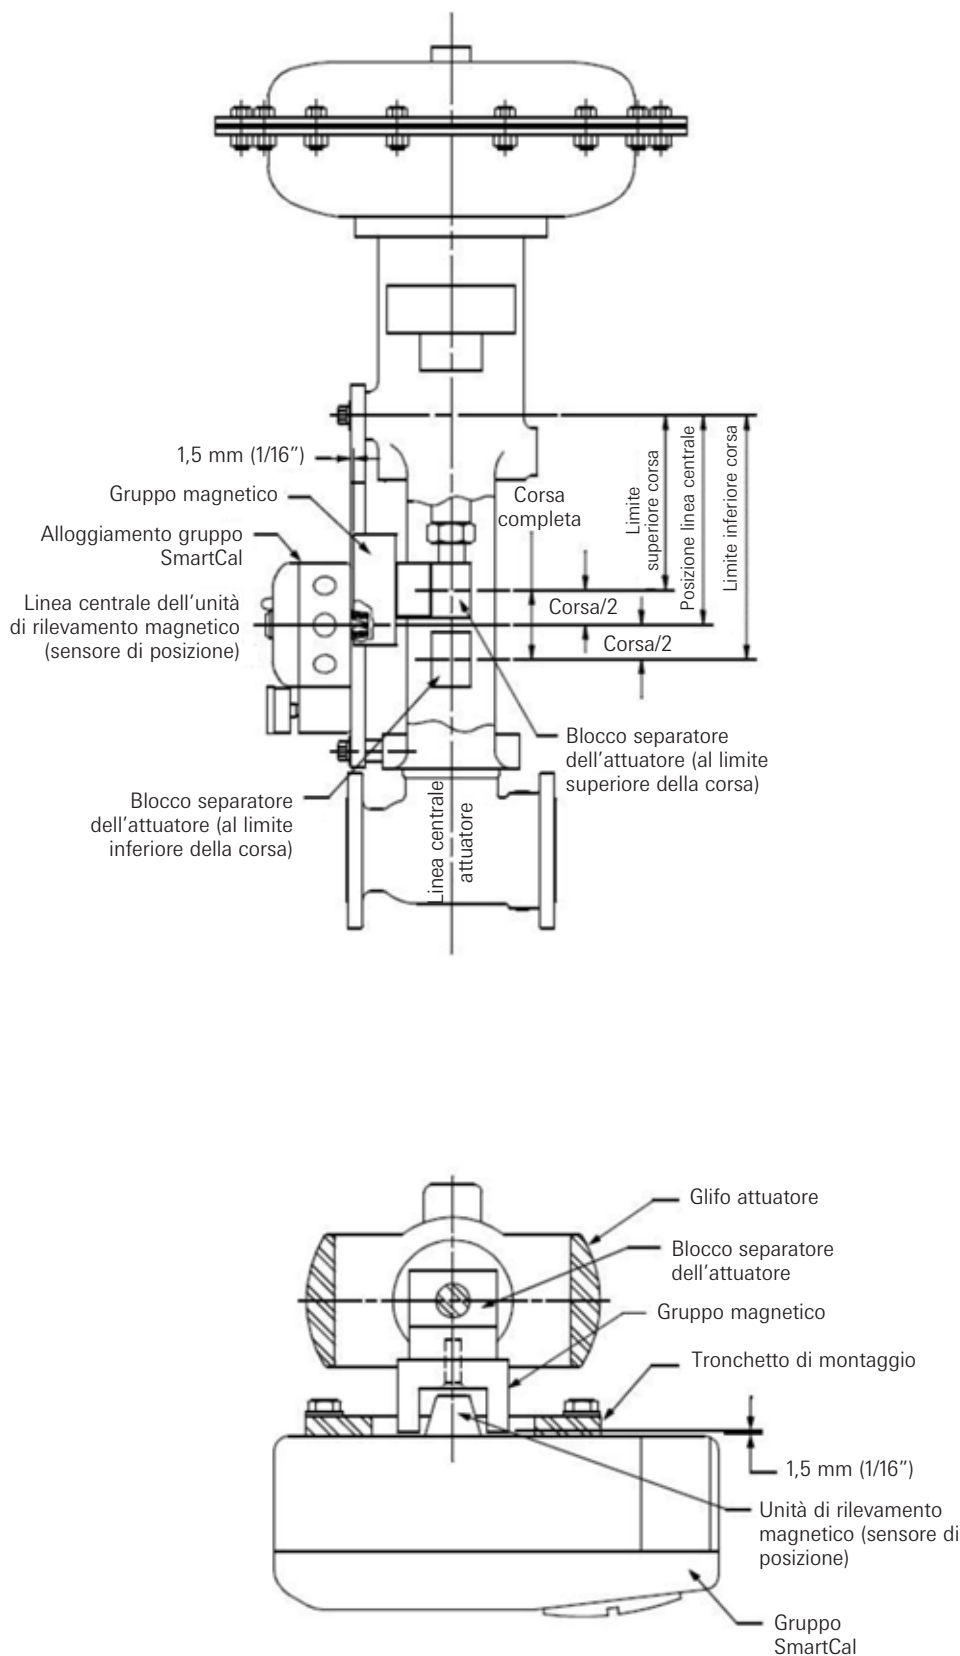 1,5 mm (1/16”)
Gruppo magnetico
Alloggiamento gruppo
SmartCal
Linea centrale dell’unità
di rilevamento magnetico
(sensore di posizione)
Corsa
completa
Limite
superiore corsa
Posizione linea centrale
Limite inferiore corsa
Corsa/2
Corsa/2
Blocco separatore
dell’attuatore (al limite
superiore della corsa)
Blocco separatore
dell’attuatore (al limite
inferiore della corsa)
Linea centrale
attuatore
Glifo attuatore
Blocco separatore
dell’attuatore
Gruppo magnetico
Tronchetto di montaggio
1,5 mm (1/16”)
Unità di rilevamento
magnetico (sensore di
posizione)
Gruppo
SmartCal